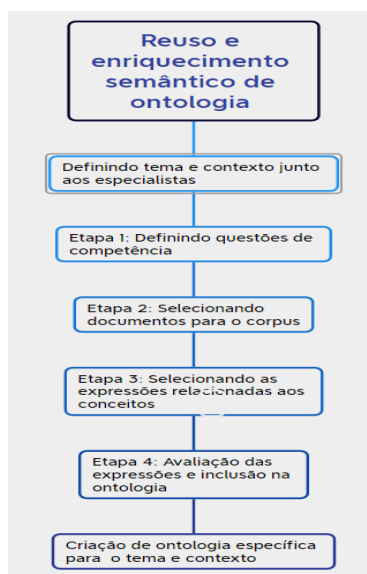 Reuso e
enriquecimento
semântico de
ontologia
Definindo tema e contexto junto
aos especialistas
Etapa 1: Definindo questões de
competência
Etapa 2: Selecionando
documentos para o corpus
Etapa 3: Selecionando as
expressões relacionadas aos
conceitos
Etapa 4: Avaliação das
expressões e inclusão na
ontologia
Criação de ontologia específica
para o tema e contexto